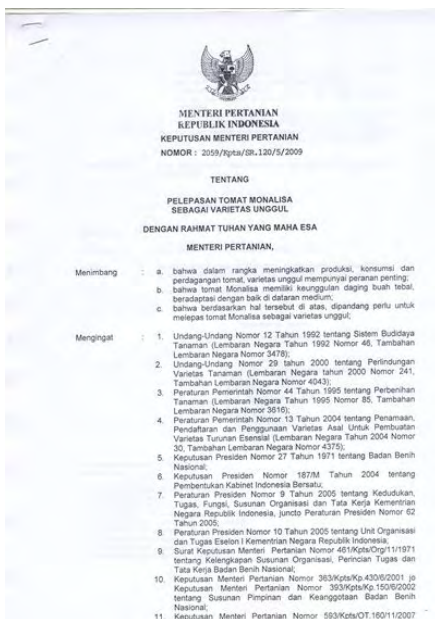 MENTERI PERTANIAN
REPUBLIK INDONESIA
KEPUTUSAN MENTERI PERTANIAN
NOMOR : 2059/Kpts/SR.120/5/2009
TENTANG
PELEPASAN TOMAT MONALISA
SEBAGAI VARIETAS UNGGUL
DENGAN RAHMAT TUHAN YANG MAHA ESA
MENTERI PERTANIAN,
Menimbang : a. bahwa dalam rangka meningkatkan produksi, konsumsi dan
perdagangan tomat, varietas unggul mempunyai peranan penting;
b. bahwa tomat Monalisa memiliki keunggulan daging buah tebal,
beradaptasi dengan baik di dataran medium;
c. bahwa berdasarkan hal tersebut di atas, dipandang perlu untuk
melepas tomat Monalisa sebagai varietas unggul;
Mengingat : 1. Undang-Undang Nomor 12 Tahun 1992 tentang Sistem Budidaya
Tanaman (Lembaran Negara Tahun 1992 Nomor 46, Tambahan
Lembaran Negara Nomor 3478);
2. Undang-Undang Nomor 29 tahun 2000 tentang Perlindungan
Varietas Tanaman (Lembaran Negara tahun 2000 Nomor 241,
Tambahan Lembaran Negara Nomor 4043);
3. Peraturan Pemerintah Nomor 44 Tahun 1995 tentang Perbenihan
Tanaman (Lembaran Negara Tahun 1995 Nomor 85, Tambahan
Lembaran Negara Nomor 3616);
4. Peraturan Pemerintah Nomor 13 Tahun 2004 tentang Penamaan,
Pendaftaran dan Penggunaan Varietas Asal Untuk Pembuatan
Varietas Turunan Esensial (Lembaran Negara Tahun 2004 Nomor
30, Tambahan Lembaran Negara Nomor 4375);
5. Keputusan Presiden Nomor 27 Tahun 1971 tentang Badan Benih
Nasional;
6. Keputusan Presiden Nomor 187/M Tahun 2004 tentang
Pembentukan Kabinet Indonesia Bersatu;
7. Peraturan Presiden Nomor 9 Tahun 2005 tentang Kedudukan,
Tugas, Fungsi, Susunan Organisasi dan Tata Kerja Kementerian
Negara Republik Indonesia, juncto Peraturan Presiden Nomor 62
Tahun 2005;
8. Peraturan Presiden Nomor 10 Tahun 2005 tentang Unit Organisasi
dan Tugas Eselon I Kementerian Negara Republik Indonesia;
9. Surat Keputusan Menteri Pertanian Nomor 461/Kpts/Org/11/1971
tentang Kelengkapan Susunan Organisasi, Perincian Tugas dan
Tata Kerja Badan Benih Nasional;
10. Keputusan Menteri Pertanian Nomor 363/Kpts/Kp.430/6/2001 jo
Keputusan Menteri Pertanian Nomor 393/Kpts/Kp.150/6/2002
tentang Susunan Pimpinan dan Keanggotaan Badan Benih
Nasional;
11. Keputusan Menteri Pertanian Nomor 593/Kpts/OT.160/11/2007